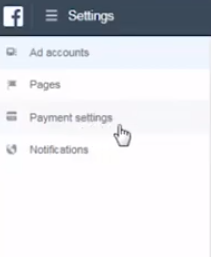 Settings
Ad accounts
Pages
Payment settings
Notifications